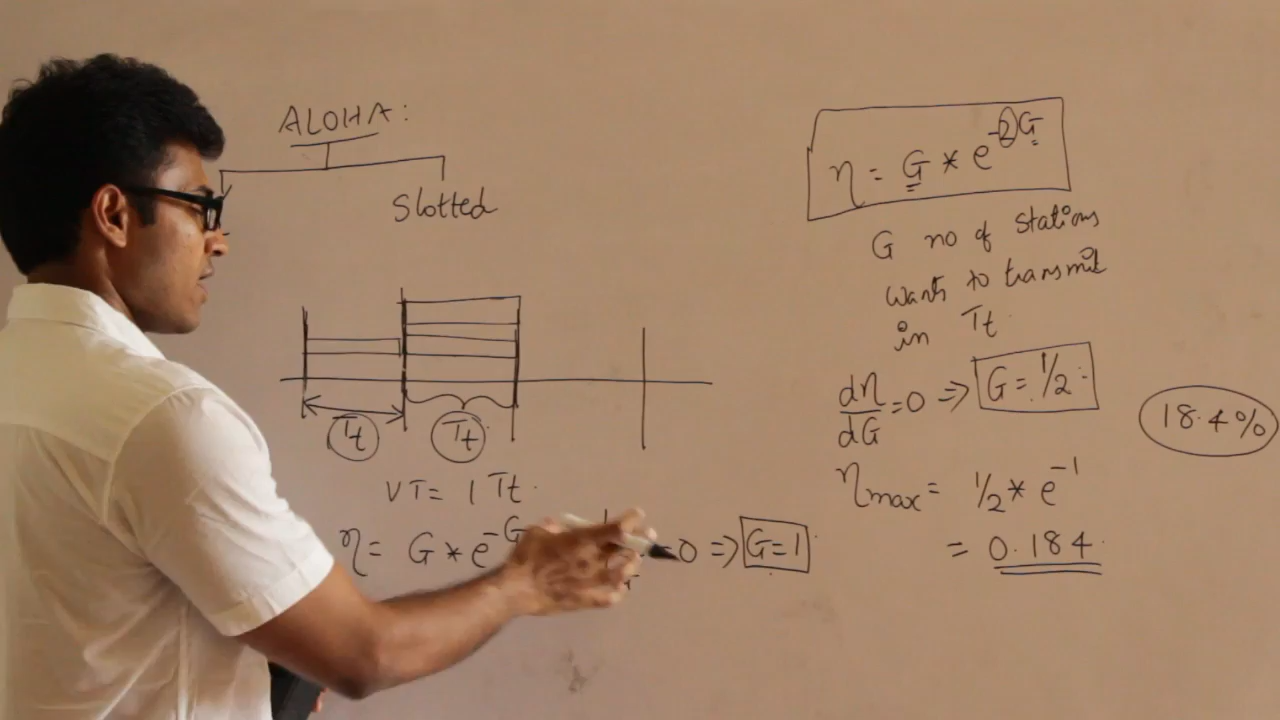 ALOHA:
Slotted
Tt Tt
VT = 1 Tt.
η = G * e^-G
= 0 => G = 1
η = G * e^-2G
G no of stations
wants to transmit
in Tt.
dη/dG = 0 => G = 1/2
18.4%
ηmax = 1/2 * e^-1
= 0.184